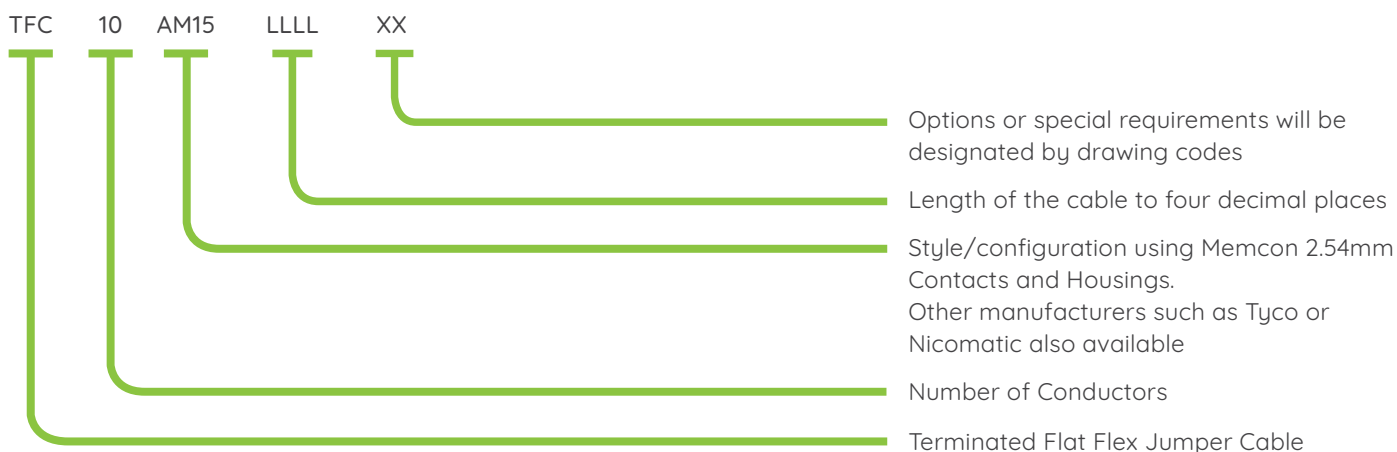 TFC 10 AM15 LLLL XX
Options or special requirements will be
designated by drawing codes
Length of the cable to four decimal places
Style/configuration using Memcon 2.54mm
Contacts and Housings.
Other manufacturers such as Tyco or
Nicomatic also available
Number of Conductors
Terminated Flat Flex Jumper Cable